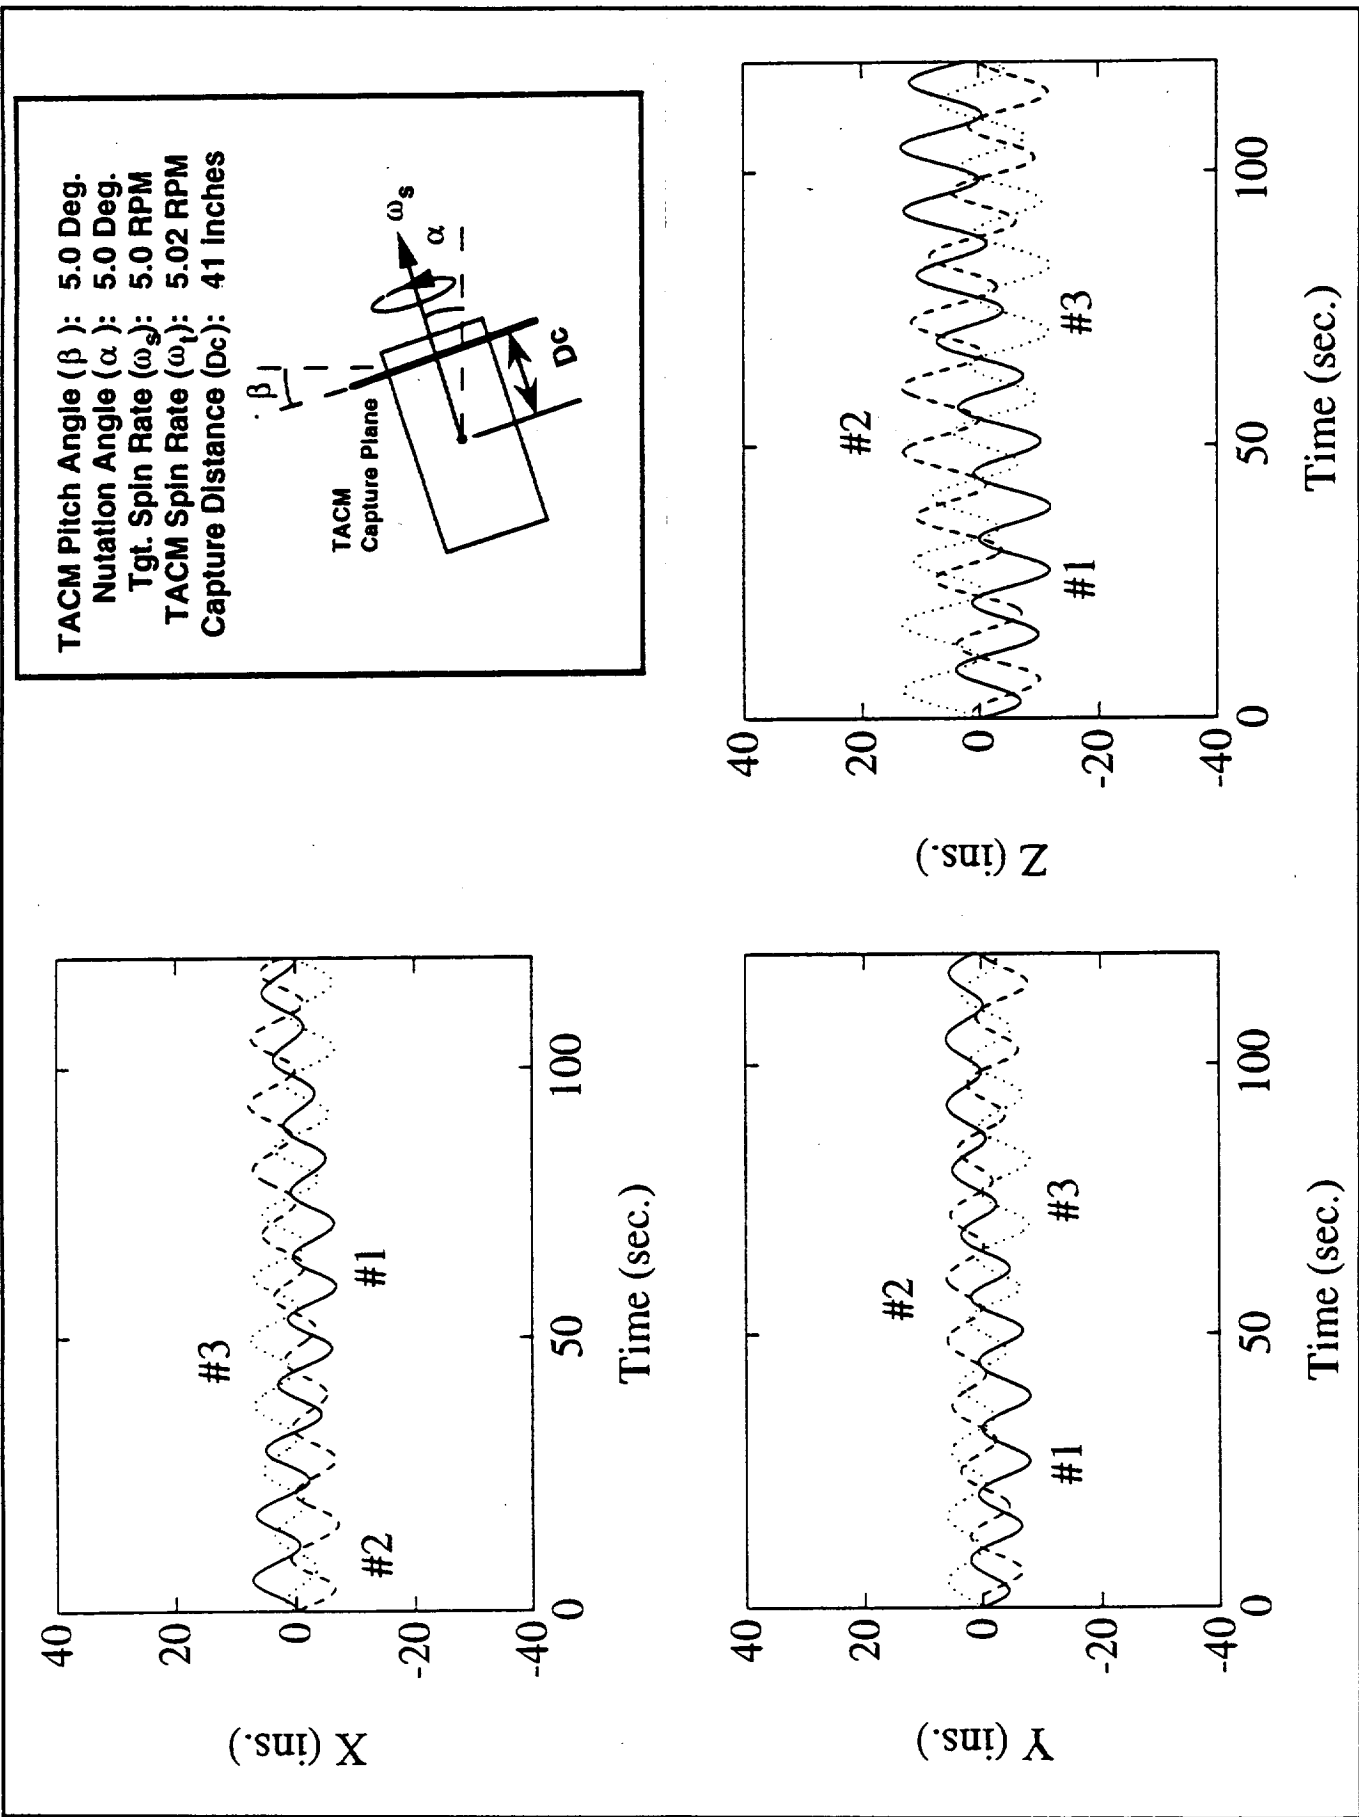 TACM Pitch Angle (β): 5.0 Deg.
Nutation Angle (α): 5.0 Deg.
Tgt. Spin Rate (ωs): 5.0 RPM
TACM Spin Rate (ωt): 5.02 RPM
Capture Distance (Dc): 41 Inches
β
TACM
Capture Plane
ωs
α
Dc
X (ins.)
40
20
0
-20
-40
#3
#2
#1
0
50
100
Time (sec.)
Y (ins.)
40
20
0
-20
-40
#2
#1
#3
0
50
100
Time (sec.)
Z (ins.)
40
20
0
-20
-40
#2
#1
#3
0
50
100
Time (sec.)